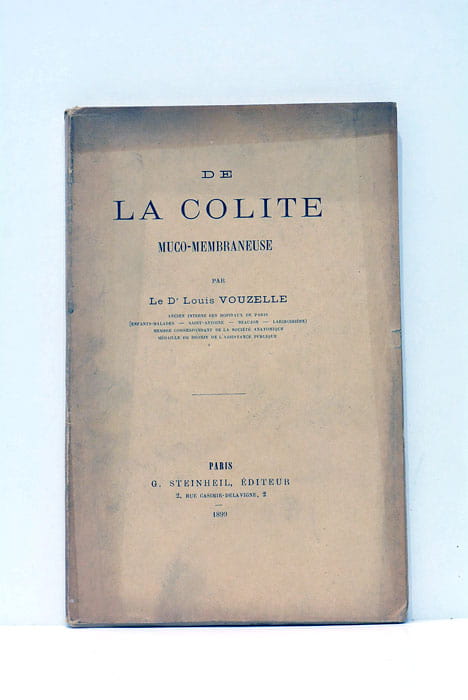 DE
LA COLITE
MUCO-MEMBRANEUSE
PAR
Le Dr Louis VOUZELLE
ANCIEN INTERNE DES HOPITAUX DE PARIS
(ENFANTS-MALADES — SAINT-ANTOINE — BEAUJON — LARIBOISIÈRE)
MEMBRE CORRESPONDANT DE LA SOCIÉTÉ ANATOMIQUE
MÉDAILLE DE BRONZE DE L'ASSISTANCE PUBLIQUE
PARIS
G. STEINHEIL, ÉDITEUR
2, RUE CASIMIR-DELAVIGNE, 2
1899